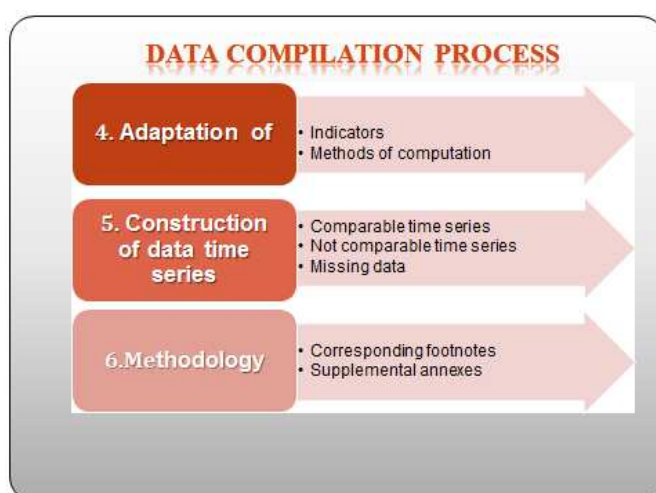 DATA COMPILATION PROCESS
4. Adaptation of
• Indicators
• Methods of computation
5. Construction
of data time
series
• Comparable time series
• Not comparable time series
• Missing data
6.Methodology
• Corresponding footnotes
• Supplemental annexes